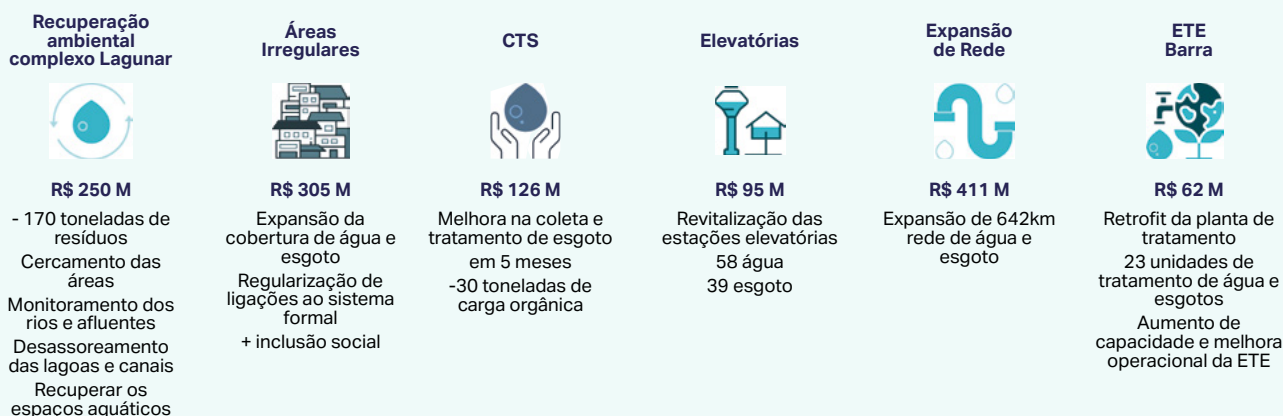 Recuperação
ambiental
complexo Lagunar
R$ 250 M
- 170 toneladas de
resíduos
Cercamento das
áreas
Monitoramento dos
rios e afluentes
Desassoreamento
das lagoas e canais
Recuperar os
espaços aquáticos
Áreas
Irregulares
R$ 305 M
Expansão da
cobertura de água e
esgoto
Regularização de
ligações ao sistema
formal
+ inclusão social
CTS
R$ 126 M
Melhora na coleta e
tratamento de esgoto
em 5 meses
-30 toneladas de
carga orgânica
Elevatórias
R$ 95 M
Revitalização das
estações elevatórias
58 água
39 esgoto
Expansão
de Rede
R$ 411 M
Expansão de 642km
rede de água e
esgoto
ETE
Barra
R$ 62 M
Retrofit da planta de
tratamento
23 unidades de
tratamento de água e
esgotos
Aumento de
capacidade e melhora
operacional da ETE